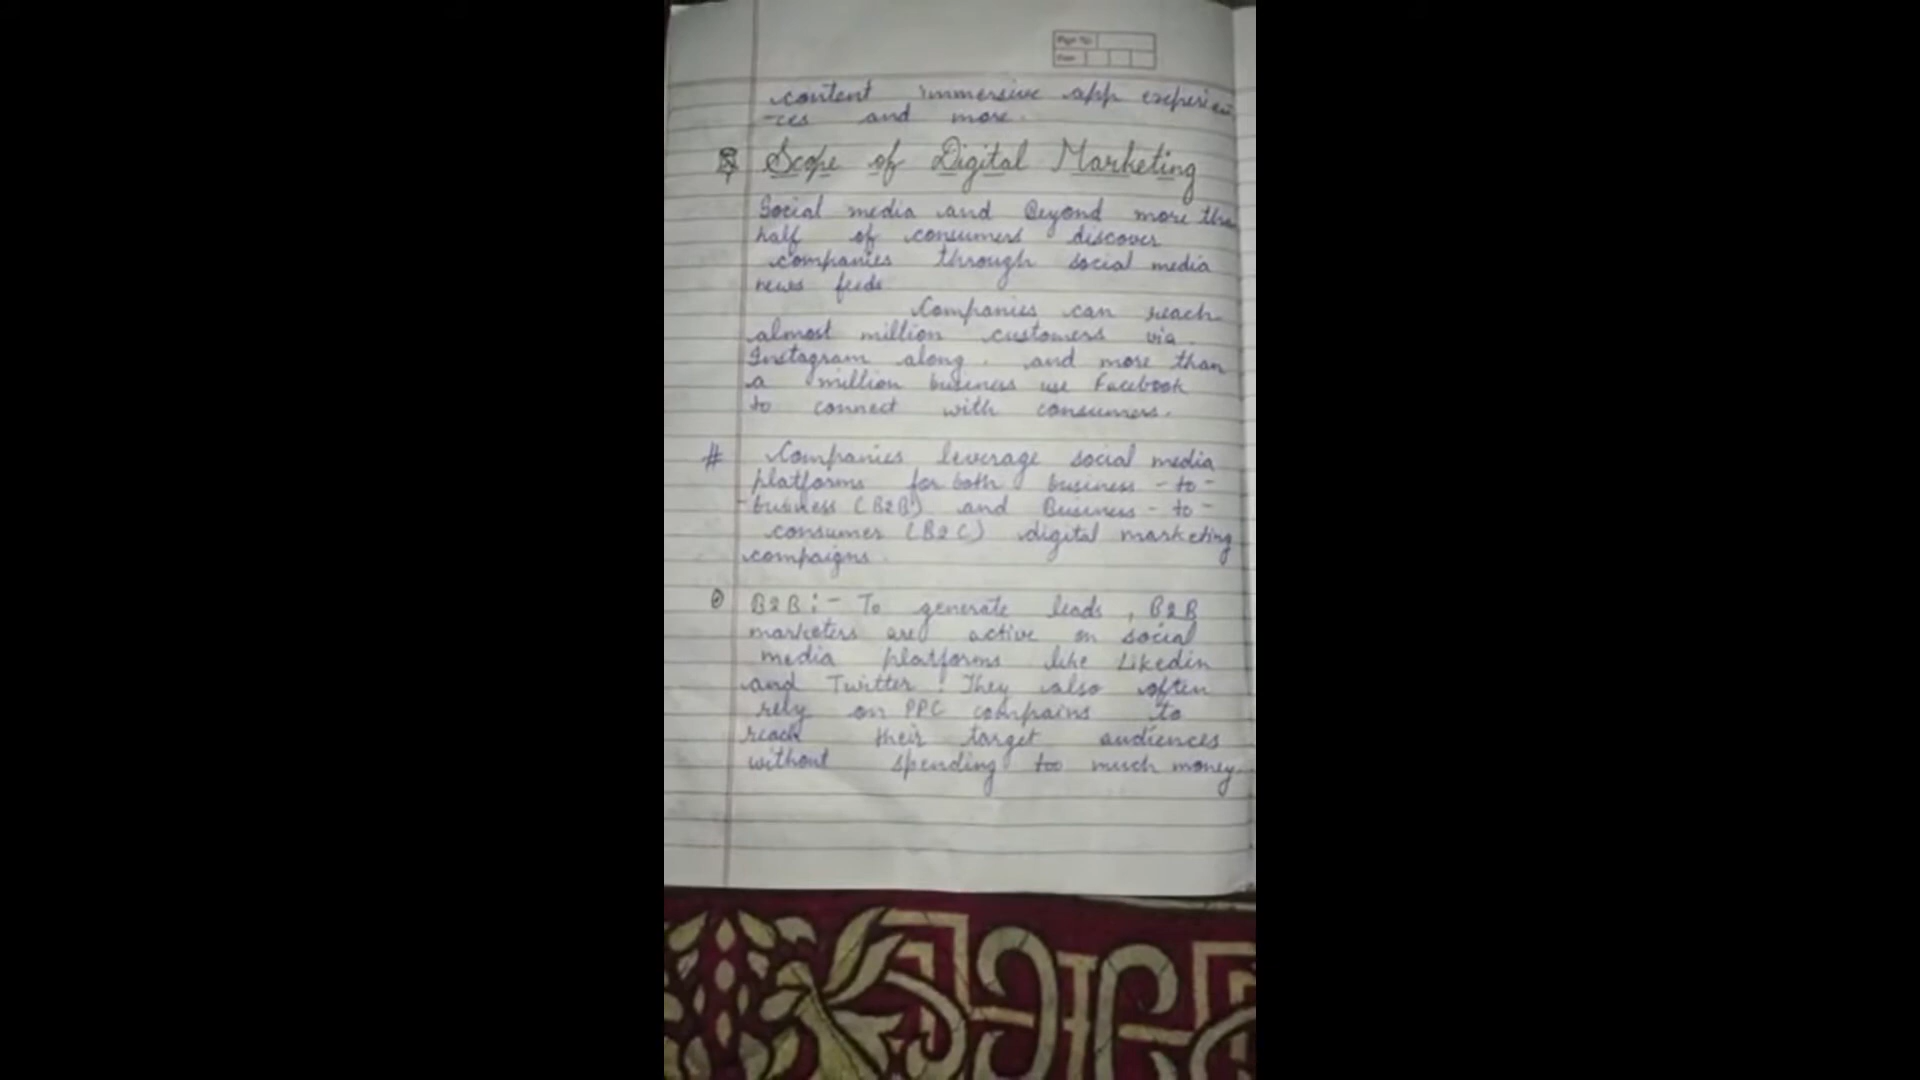 Page No.
Date
content immersive app experien
-ces and more.
Scope of Digital Marketing
Social media and Beyond more than
half of consumers discover
companies through social media
news feeds
Companies can reach
almost million customers via
Instagram along. and more than
a million business use Facebook
to connect with consumers.
# Companies leverage social media
platforms for both business - to -
- business (B2B) and Business - to -
consumer (B2C) digital marketing
compaigns.
B2B :- To generate leads, B2B
marketers are active on social
media platforms like Likedin
and Twitter. They also often
rely on PPC compains to
reach their target audiences
without spending too much money.